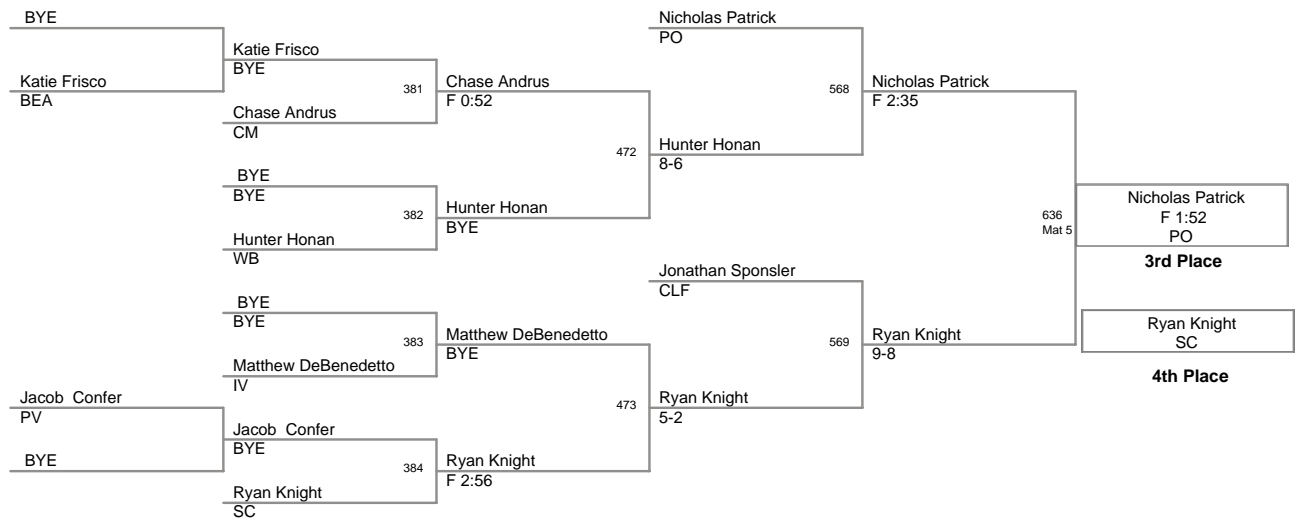 BYE
Nicholas Patrick
PO
Katie Frisco
BYE
Katie Frisco
BEA
381
Chase Andrus
F 0:52
568
Nicholas Patrick
F 2:35
Chase Andrus
CM
472
Hunter Honan
8-6
BYE
BYE
382
Hunter Honan
BYE
Hunter Honan
WB
636
Mat 5
Nicholas Patrick
F 1:52
PO
3rd Place
Jonathan Sponsler
CLF
BYE
BYE
383
Matthew DeBenedetto
BYE
569
Ryan Knight
9-8
Ryan Knight
SC
4th Place
Matthew DeBenedetto
IV
Jacob Confer
PV
473
Ryan Knight
5-2
Jacob Confer
BYE
BYE
384
Ryan Knight
F 2:56
Ryan Knight
SC